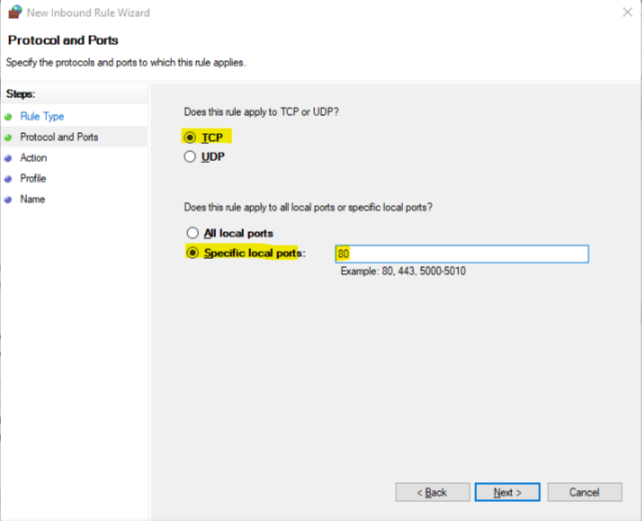 New Inbound Rule Wizard
Protocol and Ports
Specify the protocols and ports to which this rule applies.
Steps:
Rule Type
Protocol and Ports
Action
Profile
Name
Does this rule apply to TCP or UDP?
TCP
UDP
Does this rule apply to all local ports or specific local ports?
All local ports
Specific local ports: 80
Example: 80, 443, 5000-5010
< Back Next > Cancel